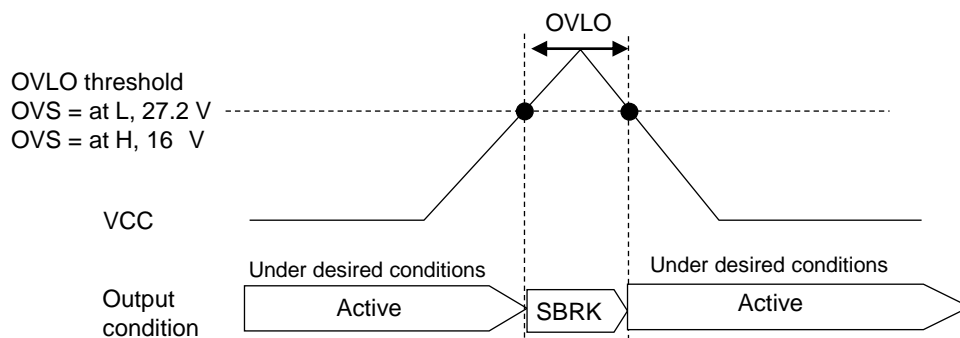 OVLO
OVLO threshold
OVS = at L, 27.2 V
OVS = at H, 16 V
VCC
Under desired conditions
Under desired conditions
Output
condition
Active
SBRK
Active